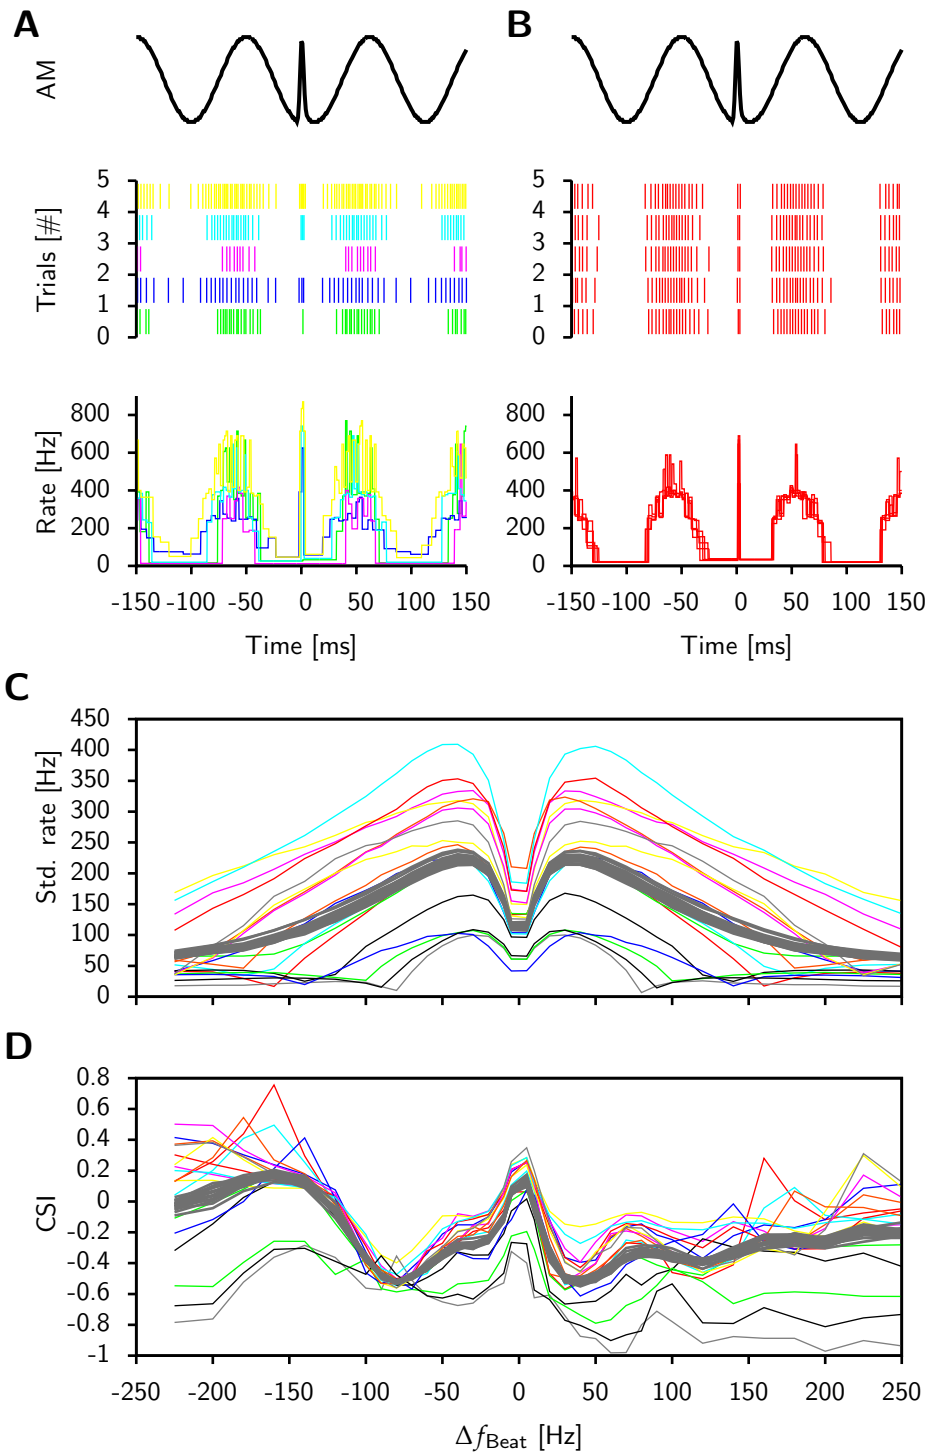 A
B
AM
Trials [#]
5
4
3
2
1
0
5
4
3
2
1
0
Rate [Hz]
800
600
400
200
0
800
600
400
200
0
-150 -100 -50 0 50 100 150
-150 -100 -50 0 50 100 150
Time [ms]
Time [ms]
C
Std. rate [Hz]
450
400
350
300
250
200
150
100
50
0
D
CSI
0.8
0.6
0.4
0.2
0
-0.2
-0.4
-0.6
-0.8
-1
-250 -200 -150 -100 -50 0 50 100 150 200 250
Δf_Beat [Hz]